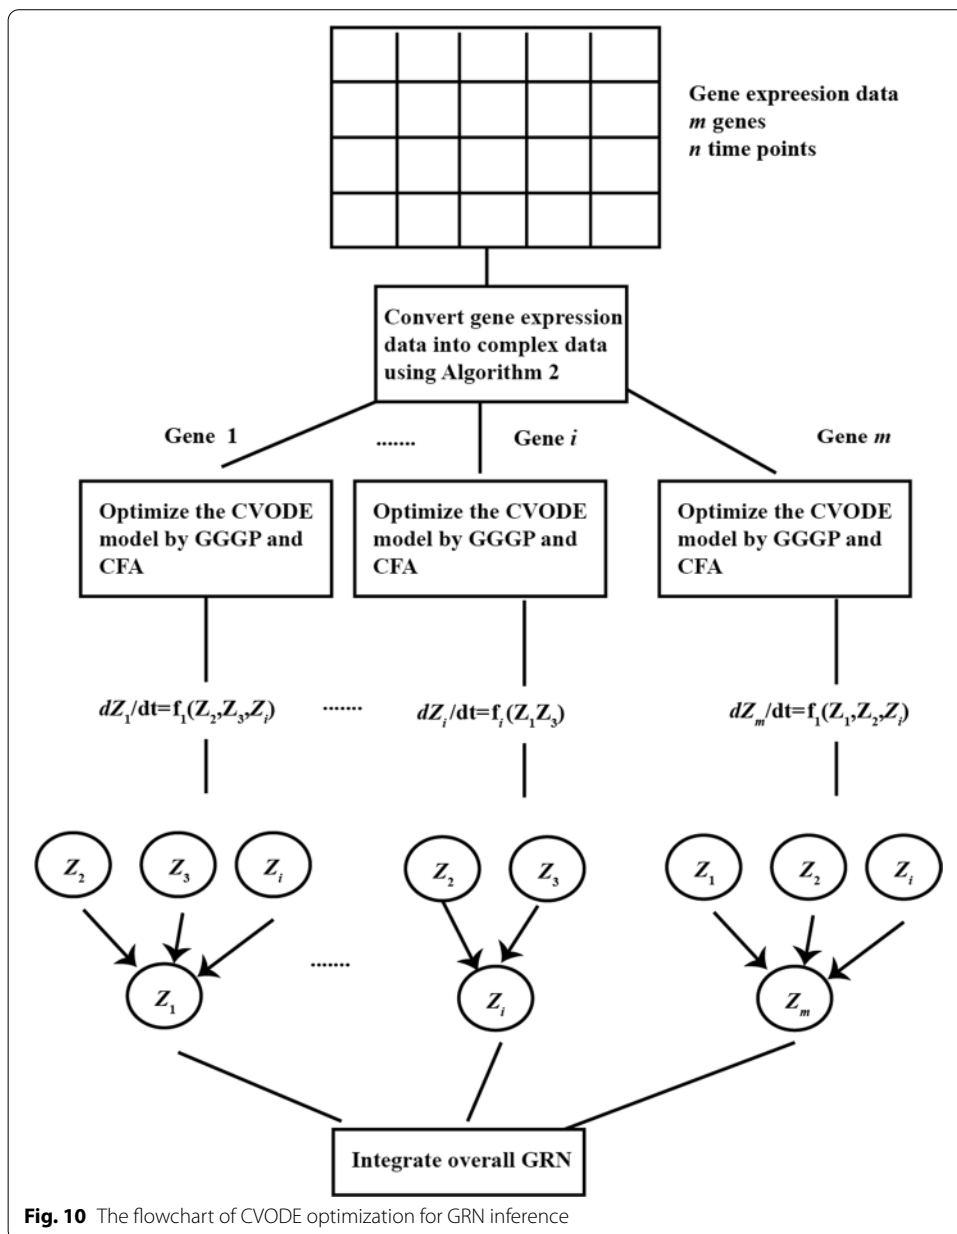 Gene expreesion data
m genes
n time points
Convert gene expression
data into complex data
using Algorithm 2
Gene 1
.......
Gene i
Gene m
Optimize the CVODE
model by GGGP and
CFA
Optimize the CVODE
model by GGGP and
CFA
Optimize the CVODE
model by GGGP and
CFA
dZ₁/dt=f₁(Z₂,Z₃,Zᵢ)
.......
dZᵢ/dt=fᵢ(Z₁Z₃)
dZₘ/dt=f₁(Z₁,Z₂,Zᵢ)
Z₂
Z₃
Zᵢ
Z₂
Z₃
Z₁
Z₂
Zᵢ
Z₁
.......
Zᵢ
Zₘ
Integrate overall GRN
Fig. 10 The flowchart of CVODE optimization for GRN inference